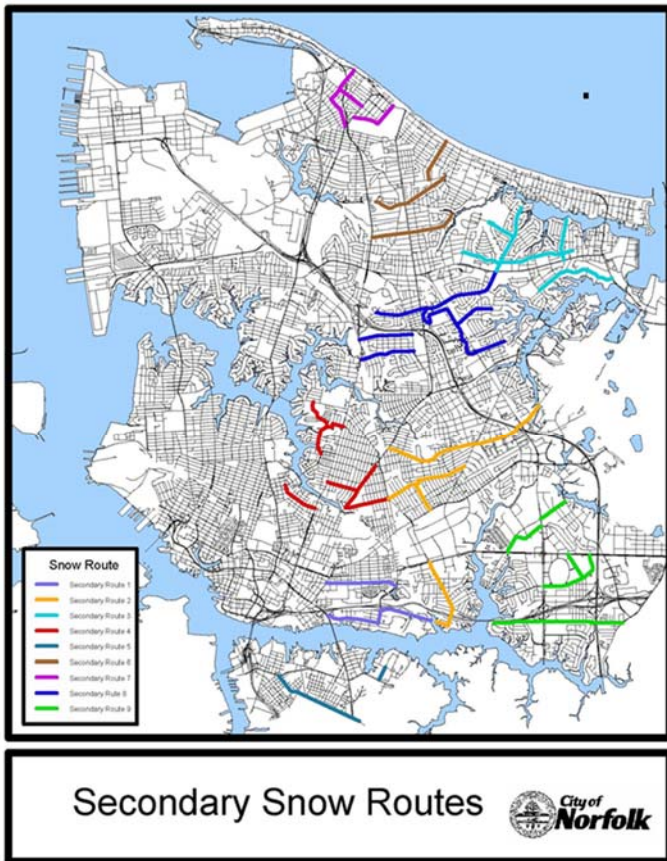 Snow Route
Secondary Route 1
Secondary Route 2
Secondary Route 3
Secondary Route 4
Secondary Route 5
Secondary Route 6
Secondary Route 7
Secondary Rute 8
Secondary Route 9
Secondary Snow Routes
City of
Norfolk